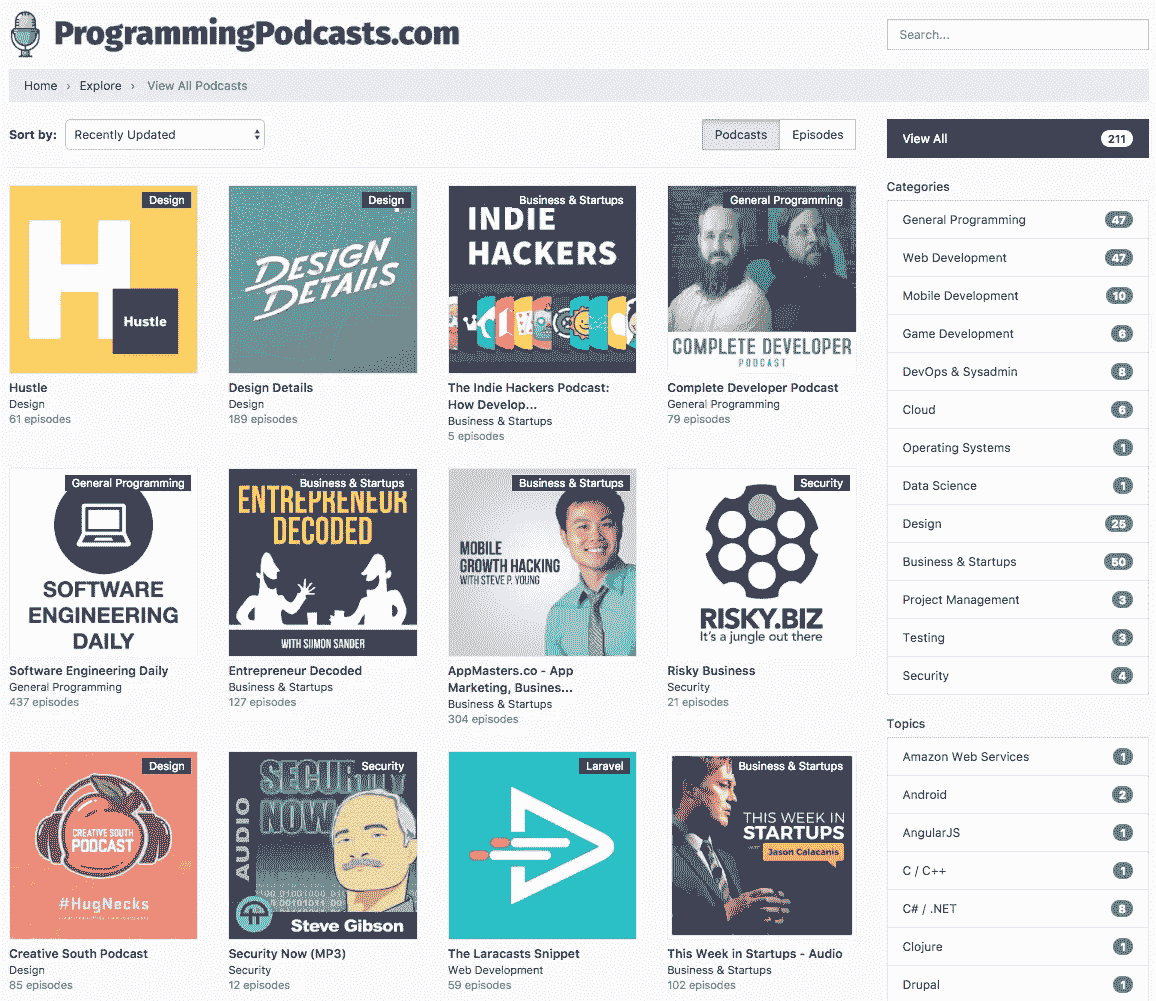 ProgrammingPodcasts.com
Search...
Home › Explore › View All Podcasts
Sort by: Recently Updated
Podcasts Episodes
View All 211
Design
H
Hustle
Hustle
Design
61 episodes
Design
DESIGN
DETAILS
Design Details
Design
189 episodes
Business & Startups
INDIE
HACKERS
The Indie Hackers Podcast:
How Develop...
Business & Startups
5 episodes
General Programming
COMPLETE DEVELOPER
PODCAST
Complete Developer Podcast
General Programming
79 episodes
General Programming
SOFTWARE
ENGINEERING
DAILY
Software Engineering Daily
General Programming
437 episodes
Business & Startups
ENTREPRENEUR
DECODED
WITH SIMON SANDER
Entrepreneur Decoded
Business & Startups
127 episodes
Business & Startups
MOBILE
GROWTH HACKING
WITH STEVE P. YOUNG
AppMasters.co - App
Marketing, Busines...
Business & Startups
304 episodes
Security
RISKY.BIZ
It's a jungle out there
Risky Business
Security
21 episodes
Design
CREATIVE SOUTH
PODCAST
#HugNecks
Creative South Podcast
Design
85 episodes
Security
SECURITY
NOW
AUDIO
Steve Gibson
Security Now (MP3)
Security
12 episodes
Laravel
The Laracasts Snippet
Web Development
59 episodes
Business & Startups
THIS WEEK IN
STARTUPS
WITH Jason Calacanis
This Week in Startups - Audio
Business & Startups
102 episodes
Categories
General Programming 47
Web Development 47
Mobile Development 10
Game Development 6
DevOps & Sysadmin 8
Cloud 6
Operating Systems 1
Data Science 1
Design 25
Business & Startups 50
Project Management 3
Testing 3
Security 4
Topics
Amazon Web Services 1
Android 2
AngularJS 1
C / C++ 1
C# / .NET 8
Clojure 1
Drupal 1